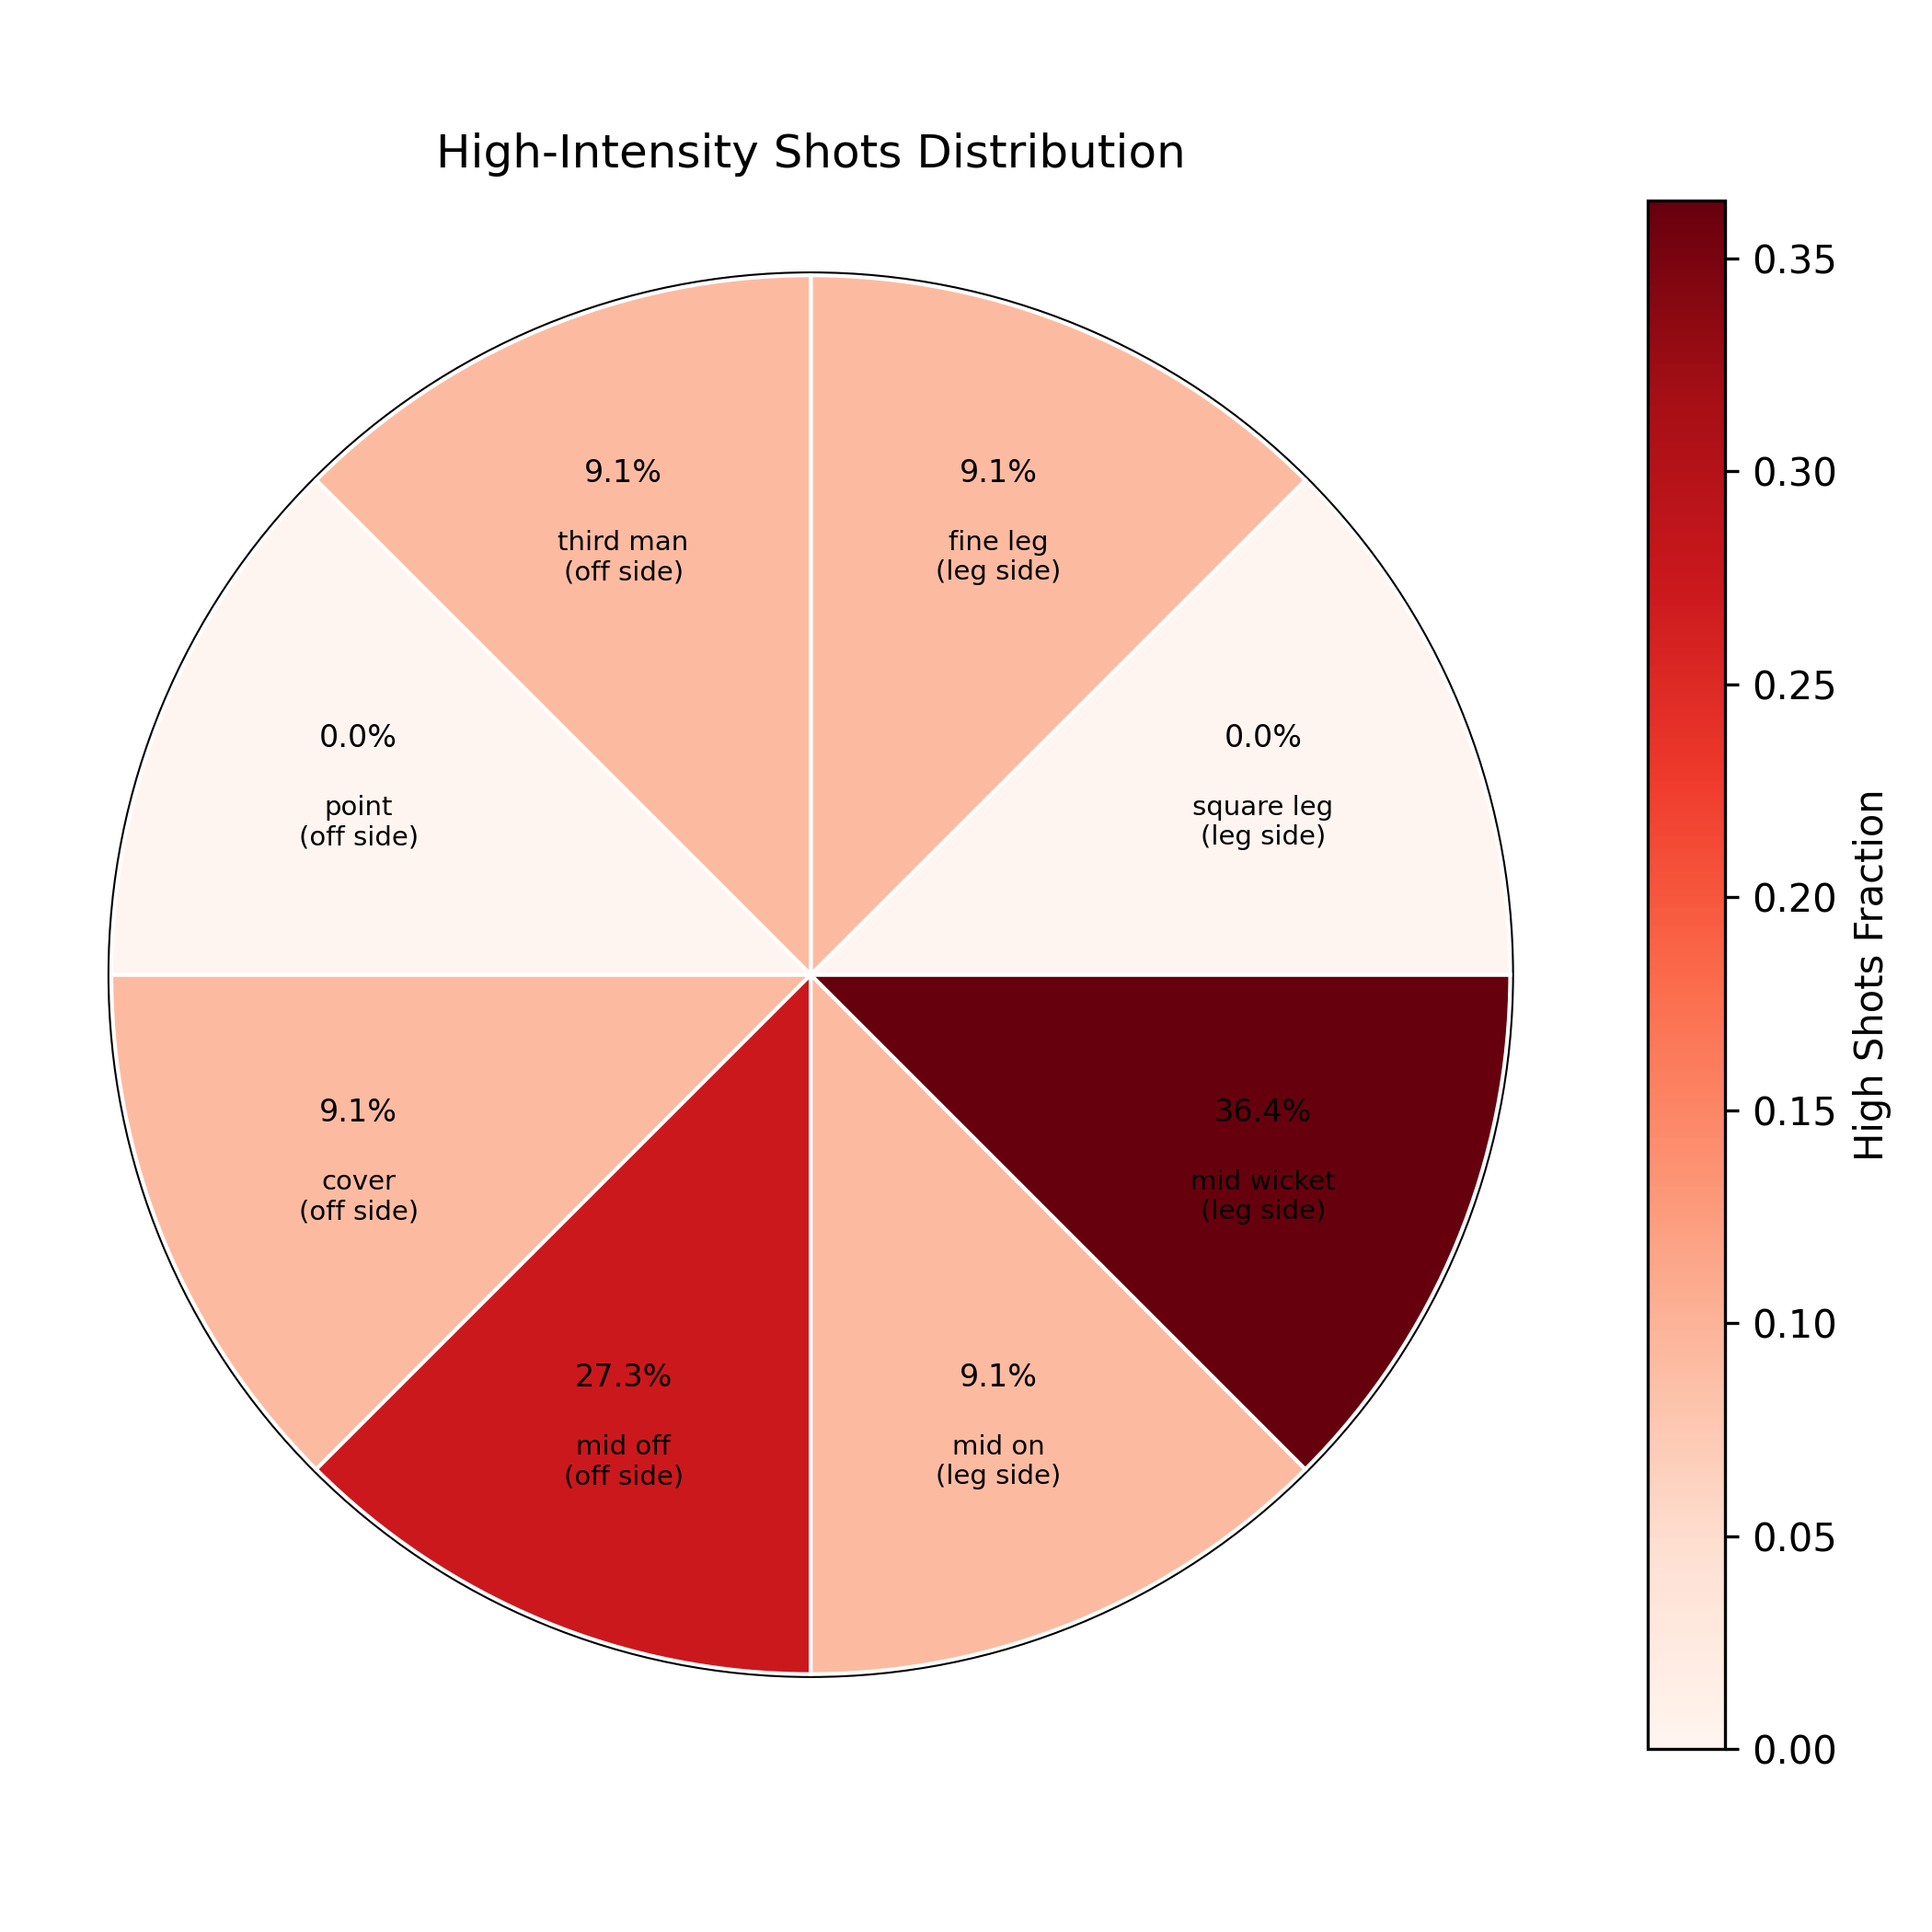 High-Intensity Shots Distribution
9.1%
third man
(off side)
9.1%
fine leg
(leg side)
0.0%
point
(off side)
0.0%
square leg
(leg side)
9.1%
cover
(off side)
36.4%
mid wicket
(leg side)
27.3%
mid off
(off side)
9.1%
mid on
(leg side)
0.35
0.30
0.25
0.20
0.15
0.10
0.05
0.00
High Shots Fraction